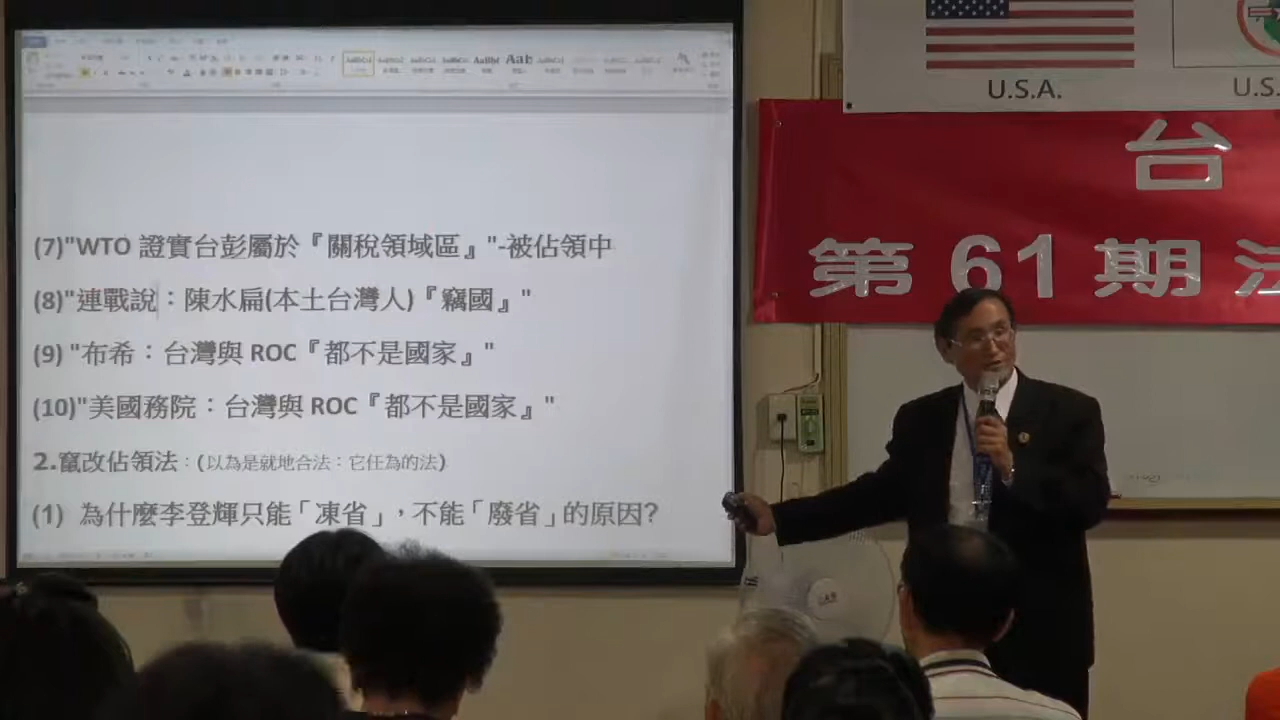 (7)"WTO 證實台彭屬於『關稅領域區』"-被佔領中
(8)"連戰說：陳水扁(本土台灣人)『竊國』"
(9) "布希：台灣與 ROC『都不是國家』"
(10)"美國務院：台灣與 ROC『都不是國家』"
2.竄改佔領法：(以為是就地合法：它任為的法)
(1) 為什麼李登輝只能「凍省」，不能「廢省」的原因?
U.S.A.
U.S.
台
第 61 期 法